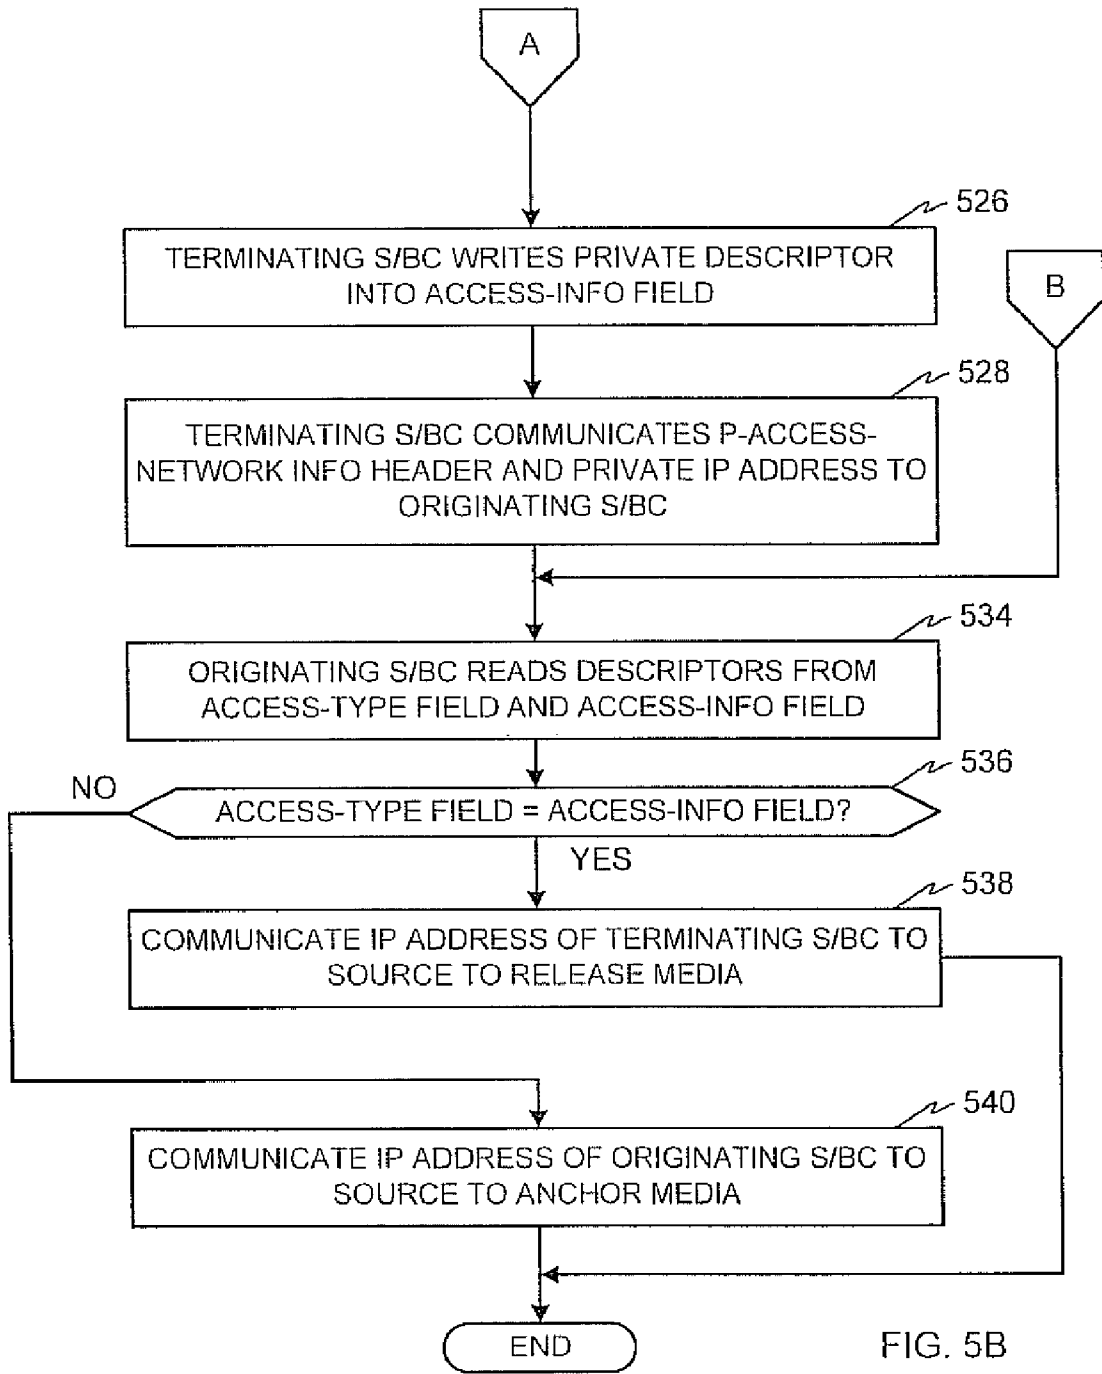 A
526
TERMINATING S/BC WRITES PRIVATE DESCRIPTOR
INTO ACCESS-INFO FIELD
B
528
TERMINATING S/BC COMMUNICATES P-ACCESS-
NETWORK INFO HEADER AND PRIVATE IP ADDRESS TO
ORIGINATING S/BC
534
ORIGINATING S/BC READS DESCRIPTORS FROM
ACCESS-TYPE FIELD AND ACCESS-INFO FIELD
536
NO
ACCESS-TYPE FIELD = ACCESS-INFO FIELD?
YES
538
COMMUNICATE IP ADDRESS OF TERMINATING S/BC TO
SOURCE TO RELEASE MEDIA
540
COMMUNICATE IP ADDRESS OF ORIGINATING S/BC TO
SOURCE TO ANCHOR MEDIA
END
FIG. 5B